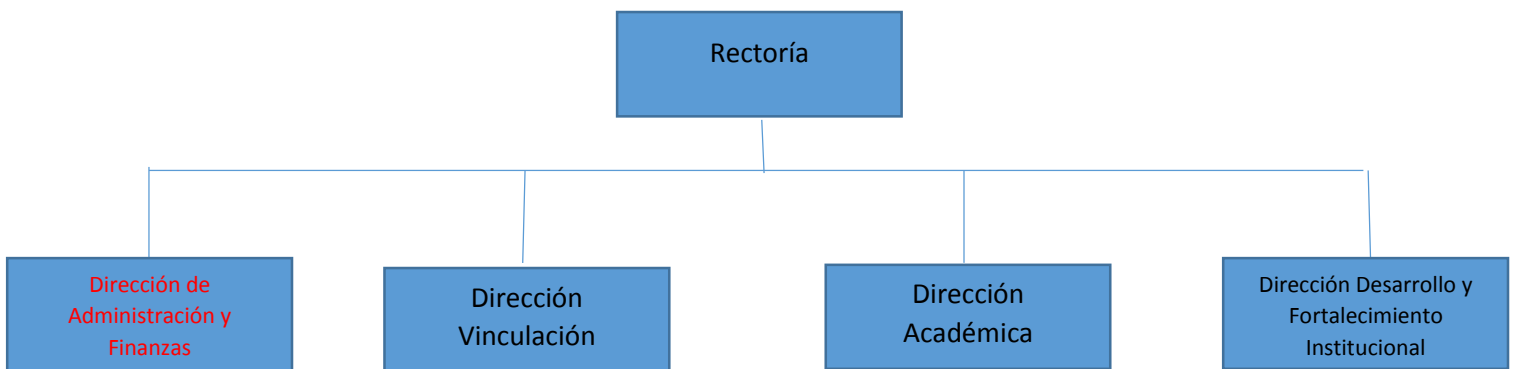 Rectoría
Dirección de
Administración y
Finanzas
Dirección
Vinculación
Dirección
Académica
Dirección Desarrollo y
Fortalecimiento
Institucional